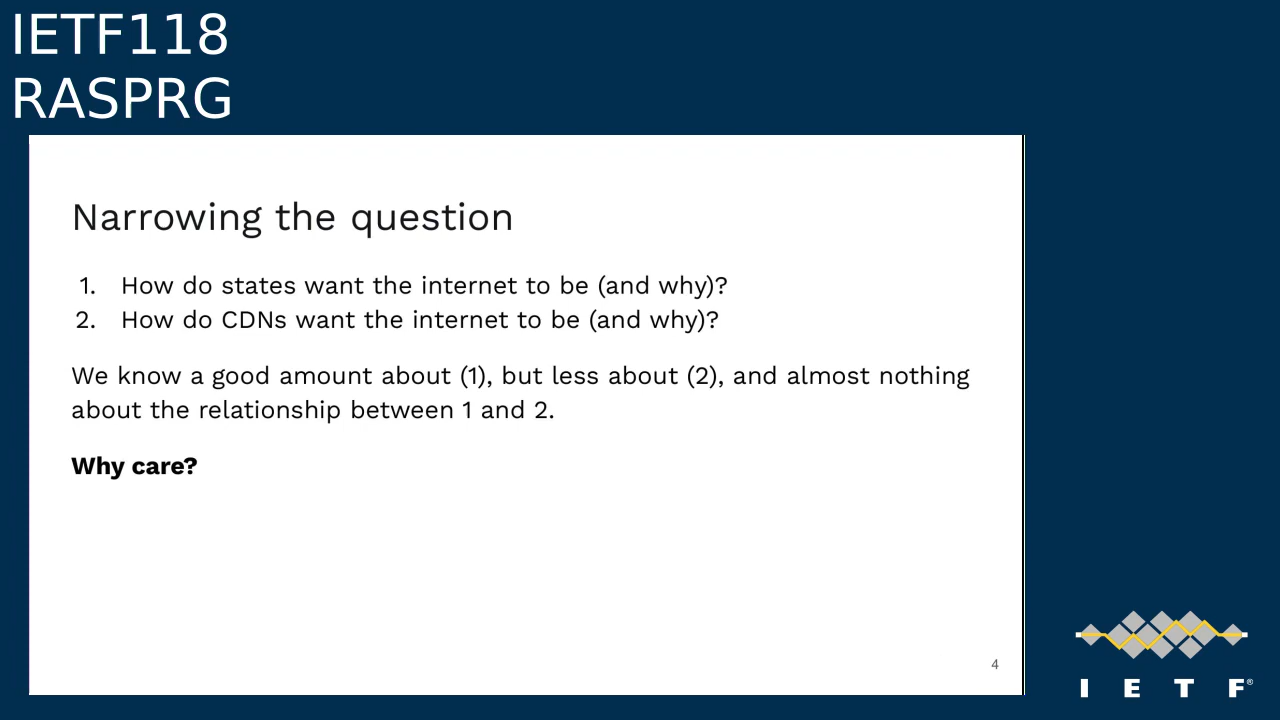 IETF118
RASPRG
Narrowing the question
1. How do states want the internet to be (and why)?
2. How do CDNs want the internet to be (and why)?
We know a good amount about (1), but less about (2), and almost nothing
about the relationship between 1 and 2.
Why care?
4
I E T F®